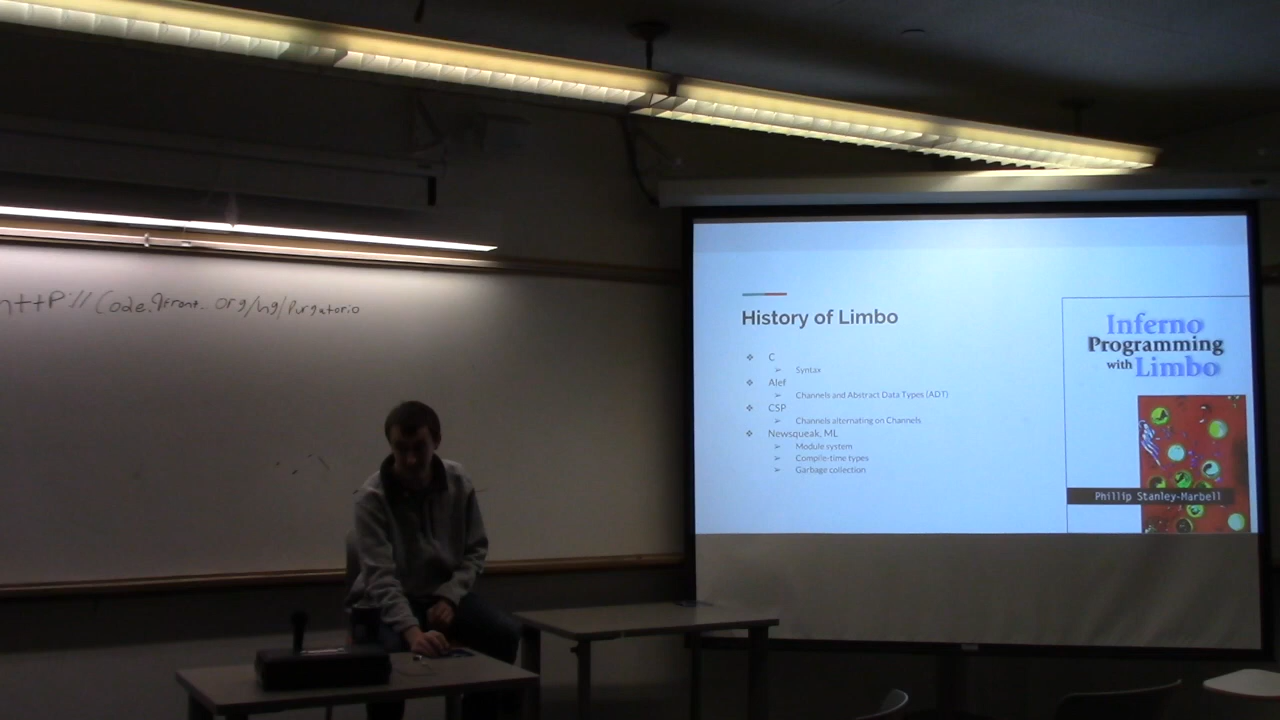 http://code.9front.org/hg/purgatorio
History of Limbo
❖ C
➢ Syntax
❖ Alef
➢ Channels and Abstract Data Types (ADT)
❖ CSP
➢ Channels alternating on Channels
❖ Newsqueak, ML
➢ Module system
➢ Compile-time types
➢ Garbage collection
Inferno
Programming
with Limbo
Phillip Stanley-Marbell